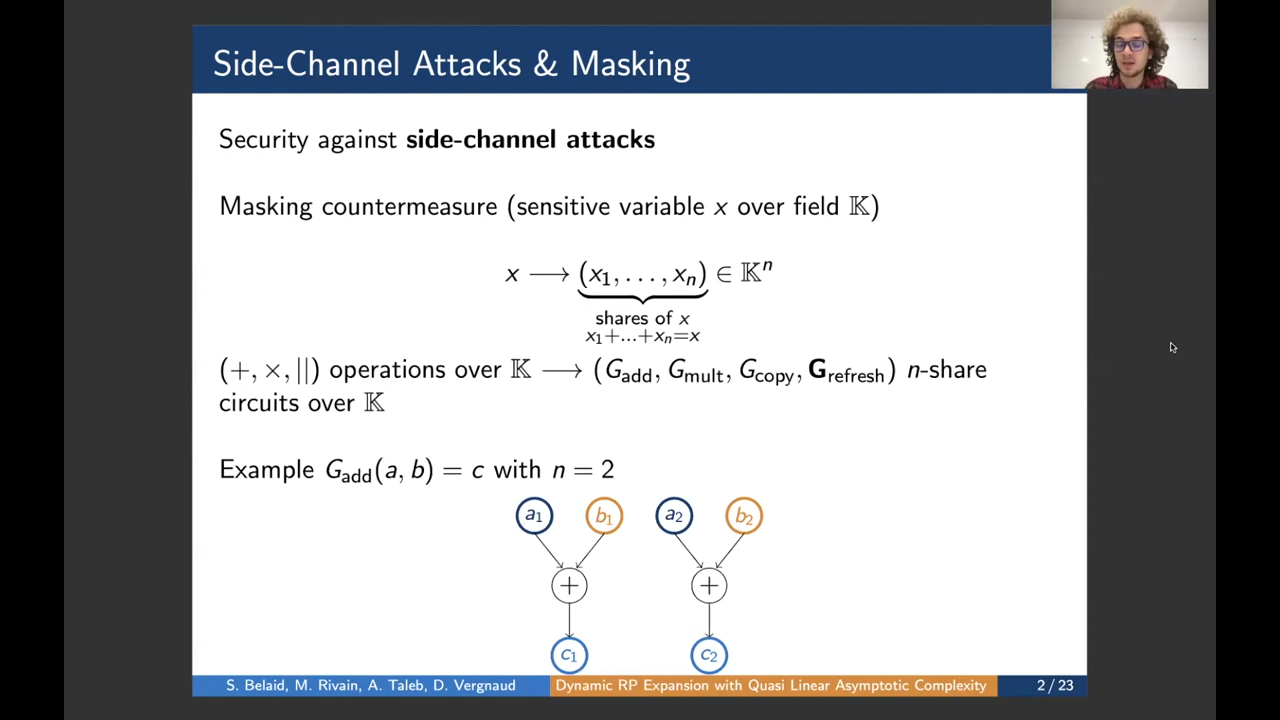 Side-Channel Attacks & Masking
Security against side-channel attacks
Masking countermeasure (sensitive variable x over field 𝕂)
x ⟶ (x₁, . . . , xₙ) ∈ 𝕂ⁿ
shares of x
x₁+...+xₙ=x
(+, ×, ||) operations over 𝕂 ⟶ (G_add, G_mult, G_copy, G_refresh) n-share
circuits over 𝕂
Example G_add(a, b) = c with n = 2
a₁ b₁ a₂ b₂
+ +
c₁ c₂
S. Belaid, M. Rivain, A. Taleb, D. Vergnaud Dynamic RP Expansion with Quasi Linear Asymptotic Complexity 2 / 23